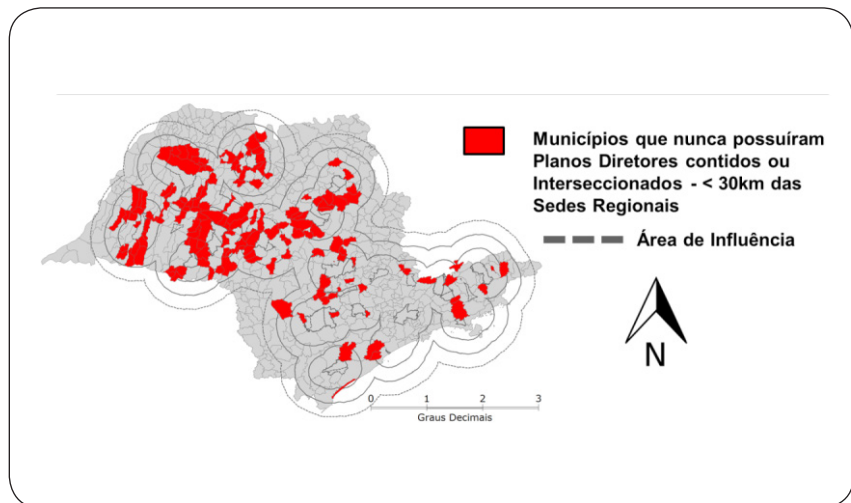 Municípios que nunca possuíram
Planos Diretores contidos ou
Interseccionados - < 30km das
Sedes Regionais
Área de Influência
N
0 1 2 3
Graus Decimais